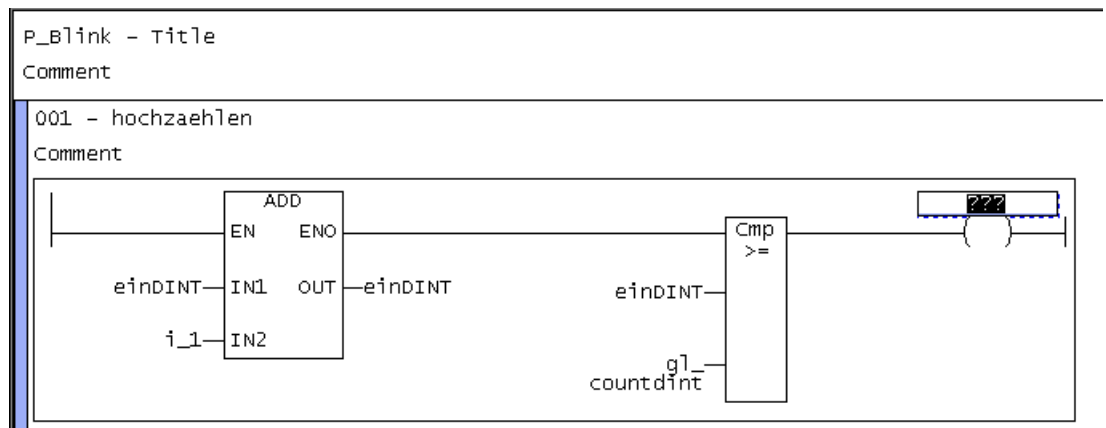 P_Blink – Title
Comment
001 – hochzaehlen
Comment
ADD
???
EN ENO
Cmp
>=
einDINT IN1 OUT einDINT
einDINT
i_1 IN2
gl_
countdint